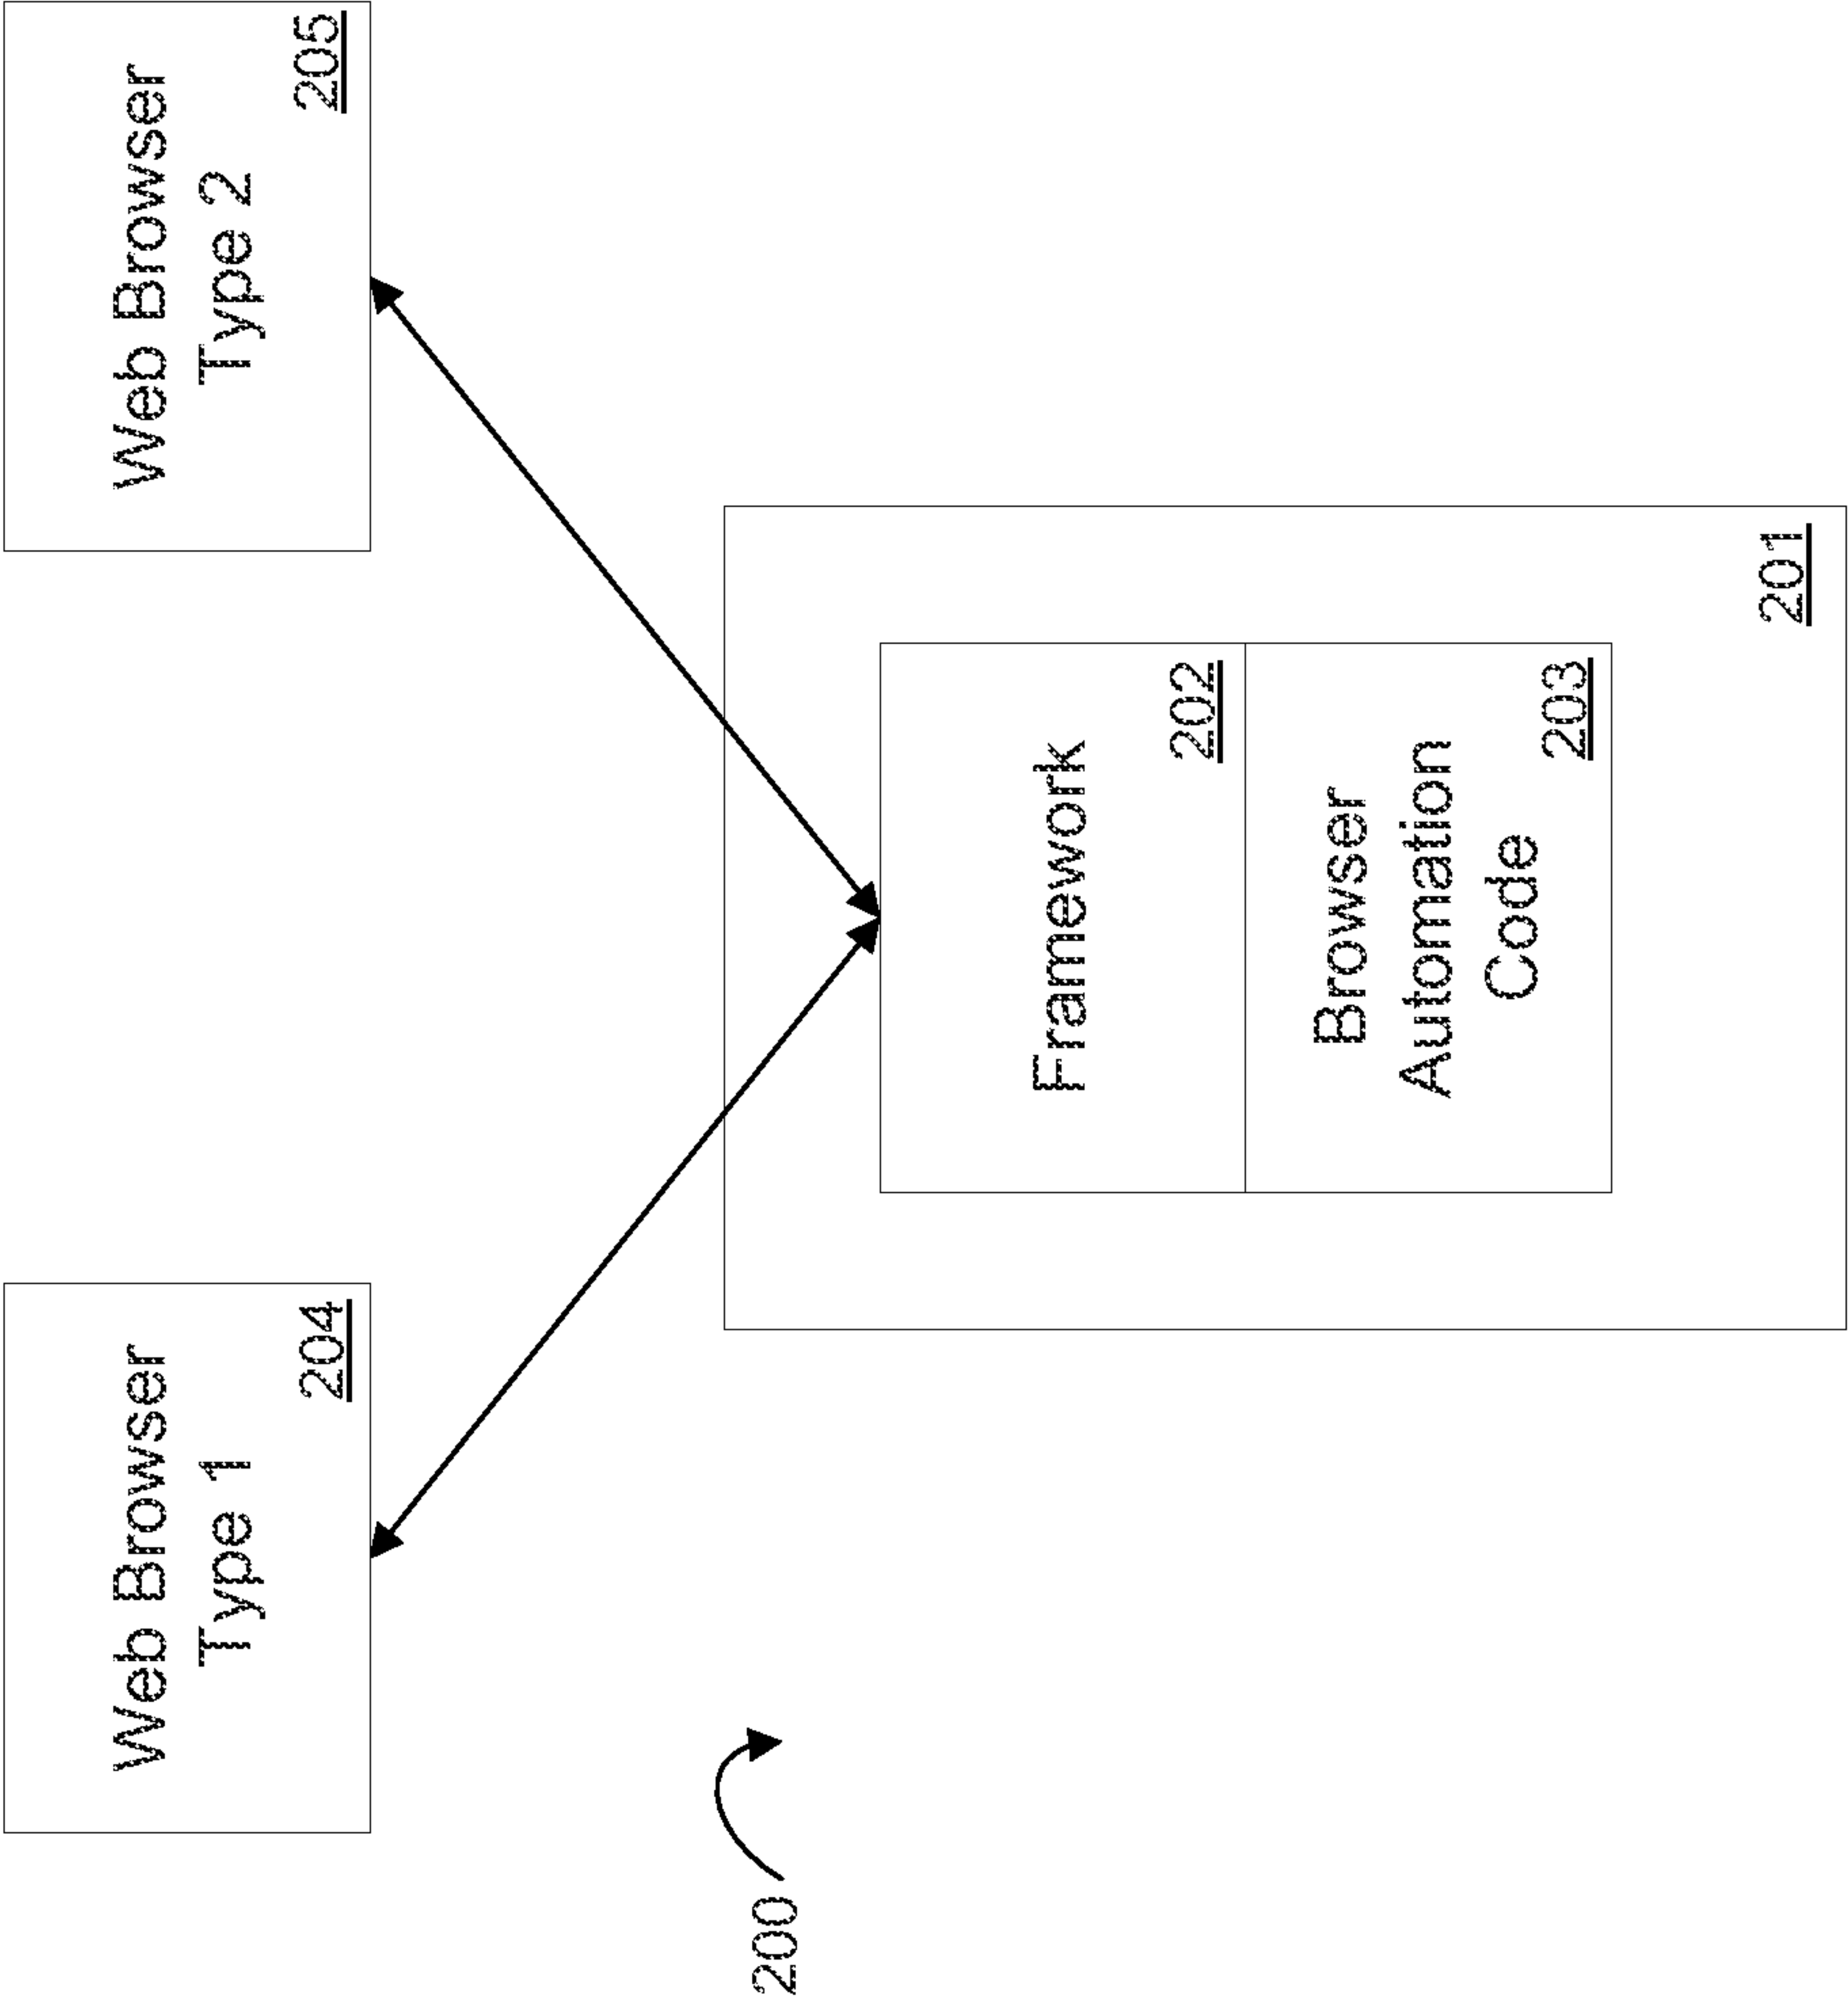 Web Browser
Type 1
204
Web Browser
Type 2
205
200
Framework
202
Browser
Automation
Code
203
201